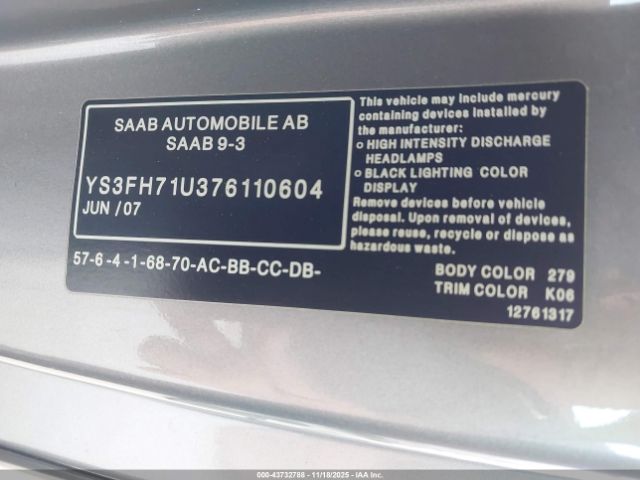 SAAB AUTOMOBILE AB
SAAB 9-3
YS3FH71U376110604
JUN / 07
57-6-4-1-68-70-AC-BB-CC-DB-
This vehicle may include mercury
containing devices installed by
the manufacturer:
o HIGH INTENSITY DISCHARGE
HEADLAMPS
o BLACK LIGHTING COLOR
DISPLAY
Remove devices before vehicle
disposal. Upon removal of devices,
please reuse, recycle or dispose as
hazardous waste.
BODY COLOR 279
TRIM COLOR K06
12761317
000-43732788 - 11/18/2025 - IAAI.com